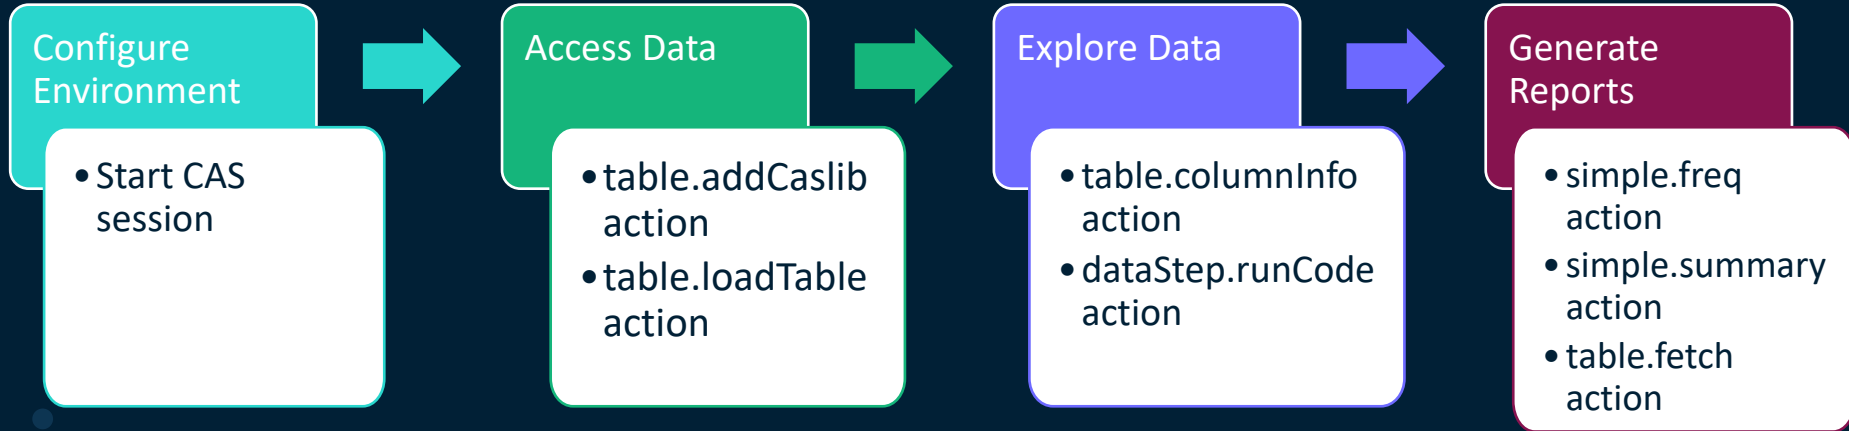 Configure
Environment
• Start CAS
session
Access Data
• table.addCaslib
action
• table.loadTable
action
Explore Data
• table.columnInfo
action
• dataStep.runCode
action
Generate
Reports
• simple.freq
action
• simple.summary
action
• table.fetch
action